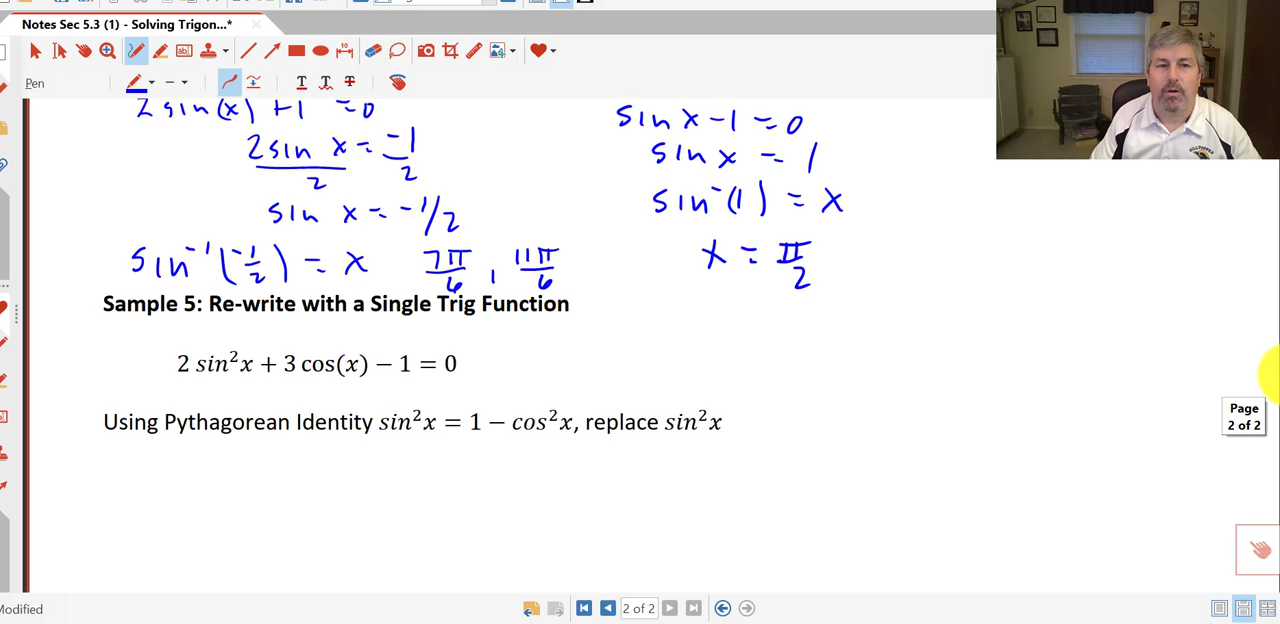 Notes Sec 5.3 (1) - Solving Trigon...*
Pen
2 sin(x) + 1 = 0
2 sin x = -1
2 2
sin x = -1/2
sin⁻¹(-1/2) = x 7π/6 , 11π/6
sin x - 1 = 0
sin x = 1
sin⁻(1) = x
x = π/2
Sample 5: Re-write with a Single Trig Function
2 sin²x + 3 cos(x) − 1 = 0
Using Pythagorean Identity sin²x = 1 − cos²x, replace sin²x
Page
2 of 2
Modified
2 of 2